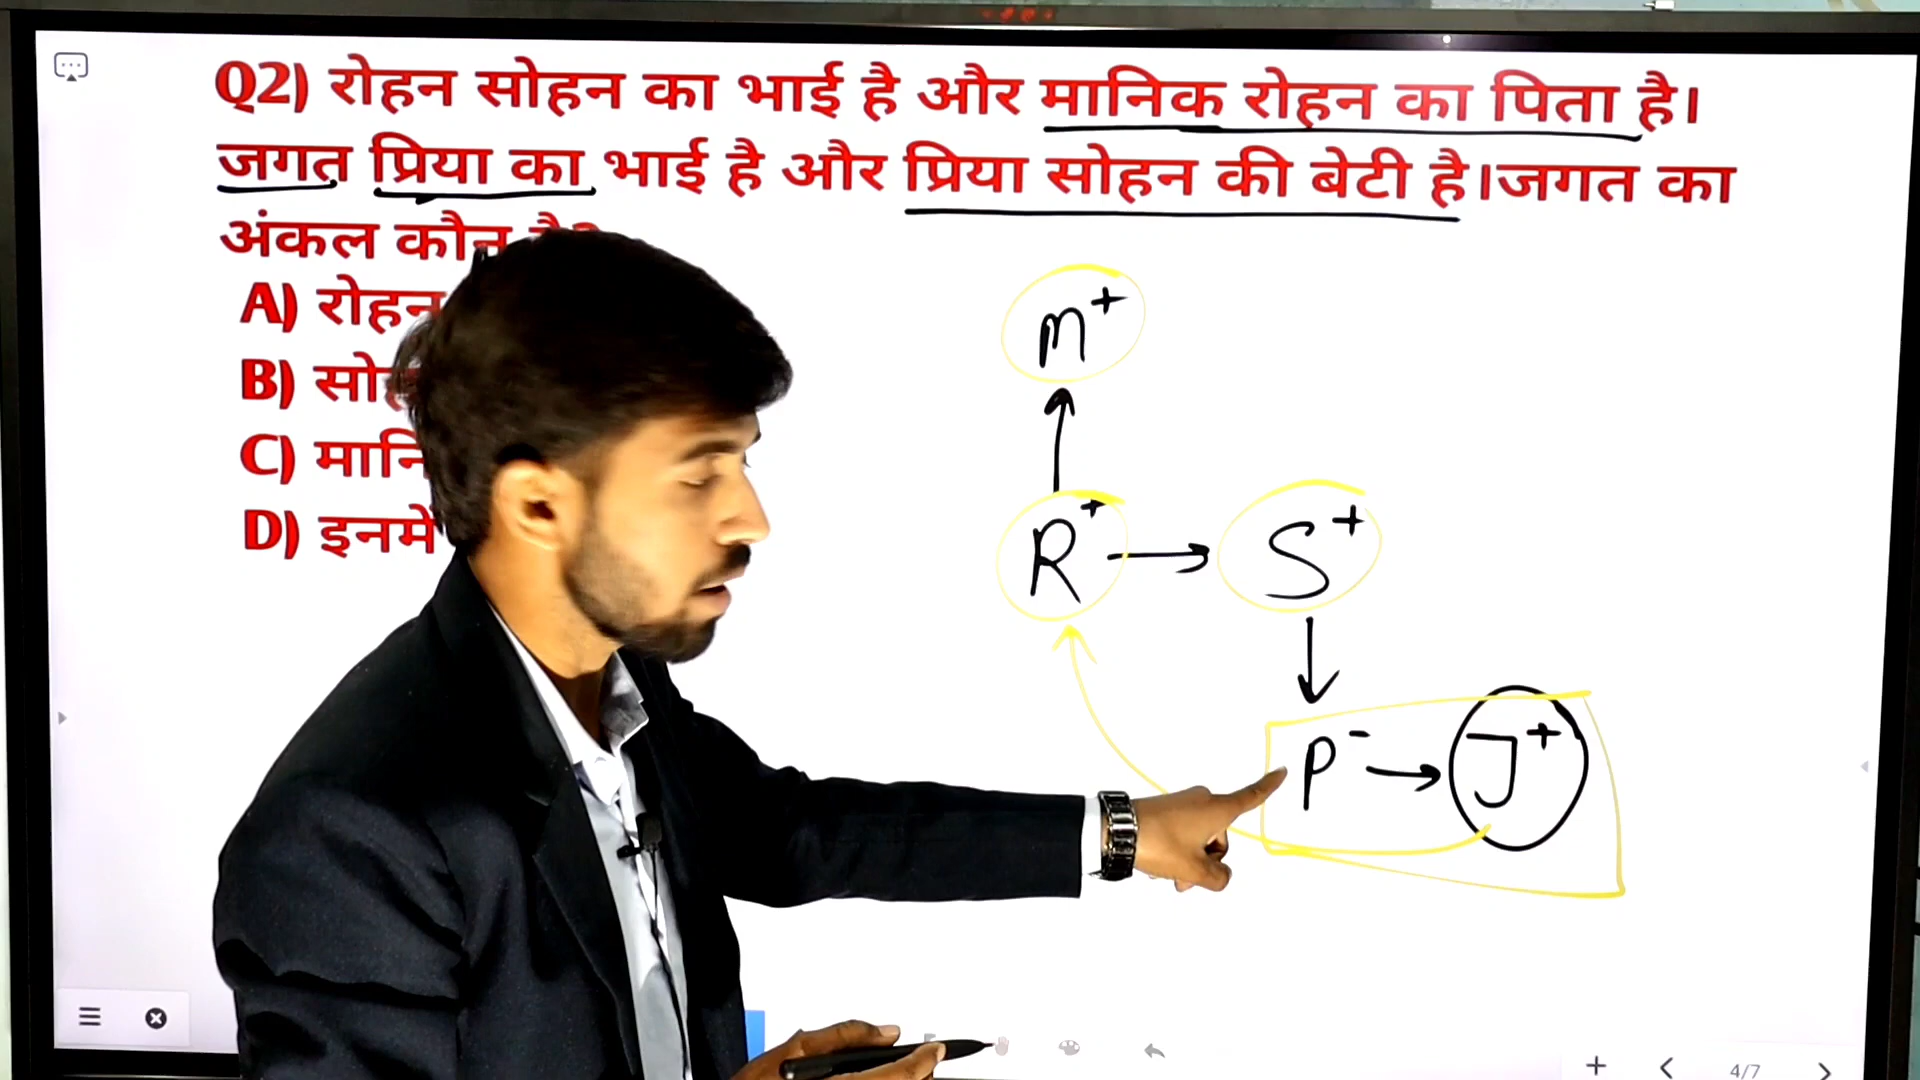 Q2) रोहन सोहन का भाई है और मानिक रोहन का पिता है।
जगत प्रिया का भाई है और प्रिया सोहन की बेटी है।जगत का
अंकल कौन है?
A) रोहन
B)
C)
D) इनमें
m+
R+ → S+
P- → J+
4/7